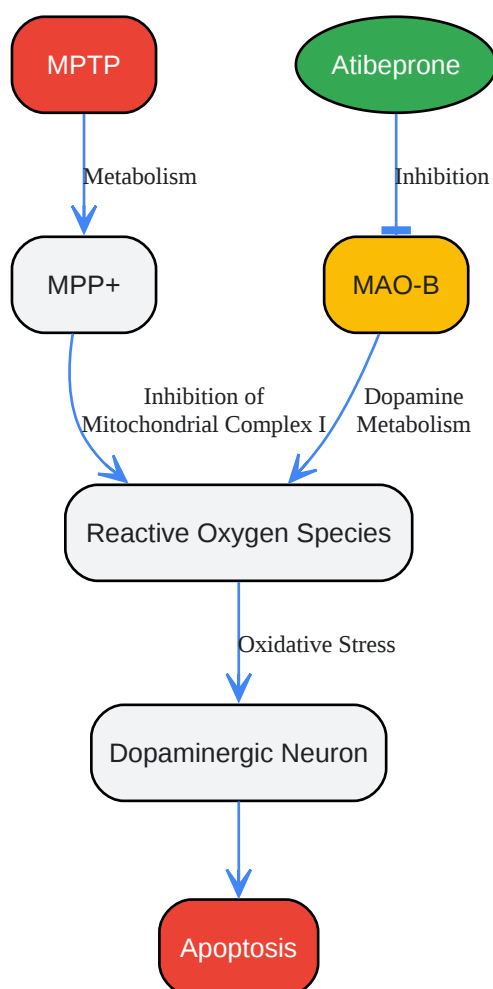 MPTP
Atibeprone
Metabolism
Inhibition
MPP+
MAO-B
Inhibition of
Mitochondrial Complex I
Dopamine
Metabolism
Reactive Oxygen Species
Oxidative Stress
Dopaminergic Neuron
Apoptosis